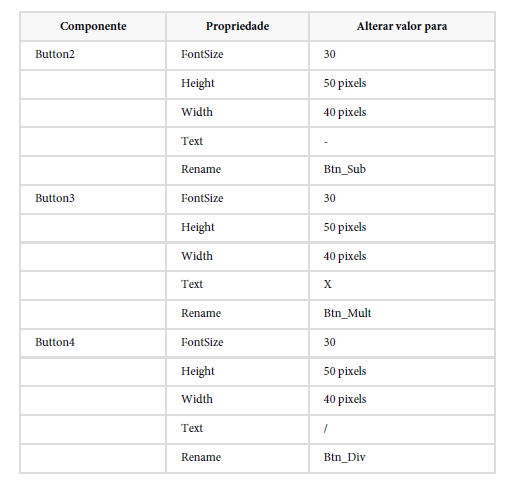 Componente Propriedade Alterar valor para
Button2 FontSize 30
Height 50 pixels
Width 40 pixels
Text -
Rename Btn_Sub
Button3 FontSize 30
Height 50 pixels
Width 40 pixels
Text X
Rename Btn_Mult
Button4 FontSize 30
Height 50 pixels
Width 40 pixels
Text /
Rename Btn_Div